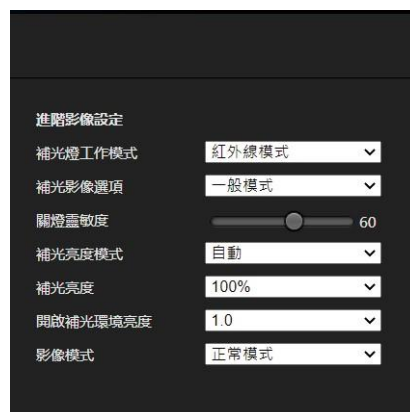 進階影像設定
補光燈工作模式 紅外線模式
補光影像選項 一般模式
關燈靈敏度 60
補光亮度模式 自動
補光亮度 100%
開啟補光環境亮度 1.0
影像模式 正常模式